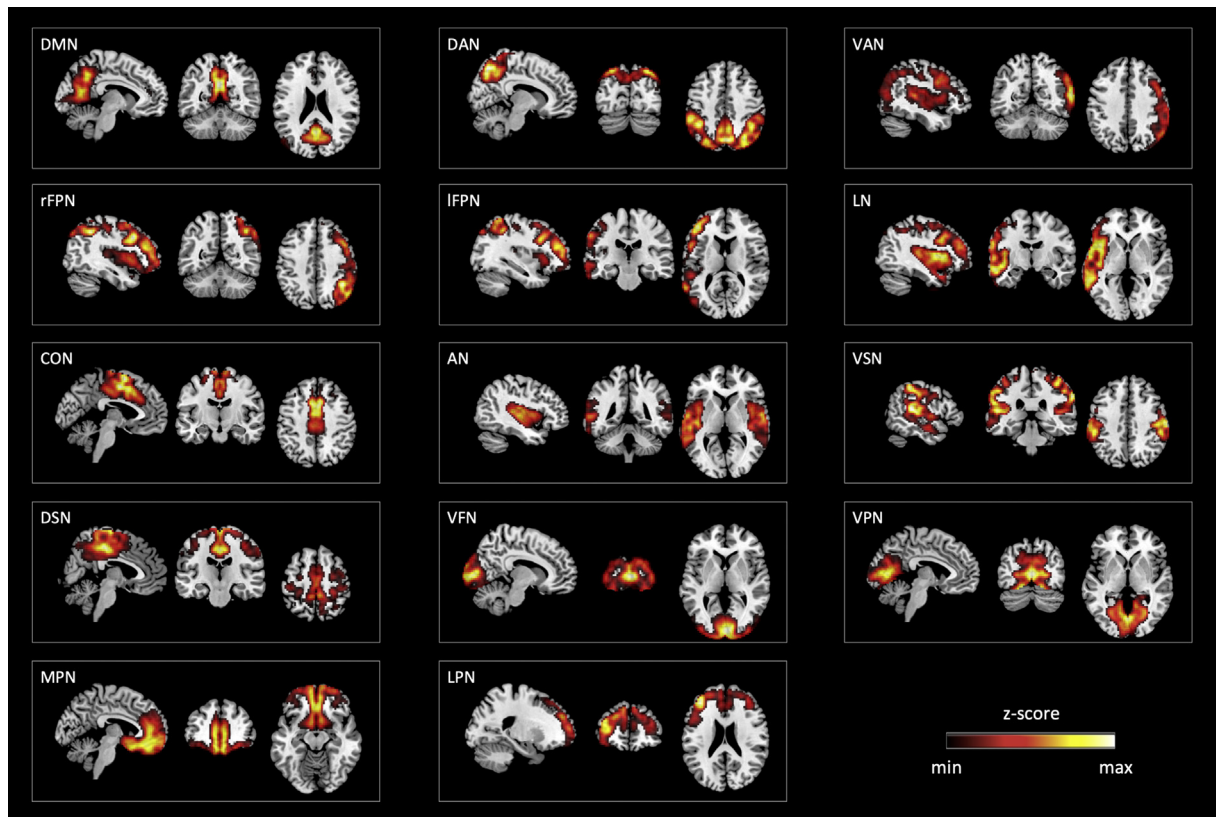 DMN
DAN
VAN
rFPN
lFPN
LN
CON
AN
VSN
DSN
VFN
VPN
MPN
LPN
z-score
min
max